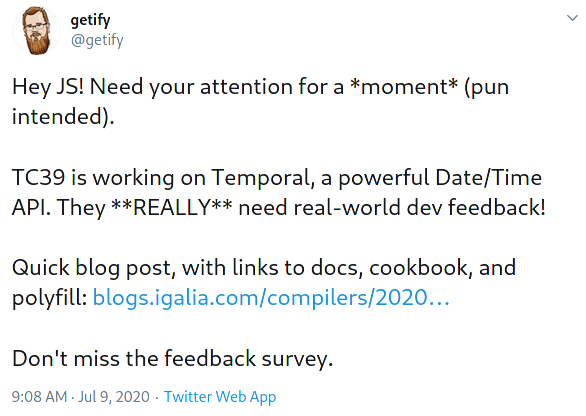 getify
@getify
Hey JS! Need your attention for a *moment* (pun
intended).
TC39 is working on Temporal, a powerful Date/Time
API. They **REALLY** need real-world dev feedback!
Quick blog post, with links to docs, cookbook, and
polyfill: blogs.igalia.com/compilers/2020…
Don't miss the feedback survey.
9:08 AM · Jul 9, 2020 · Twitter Web App